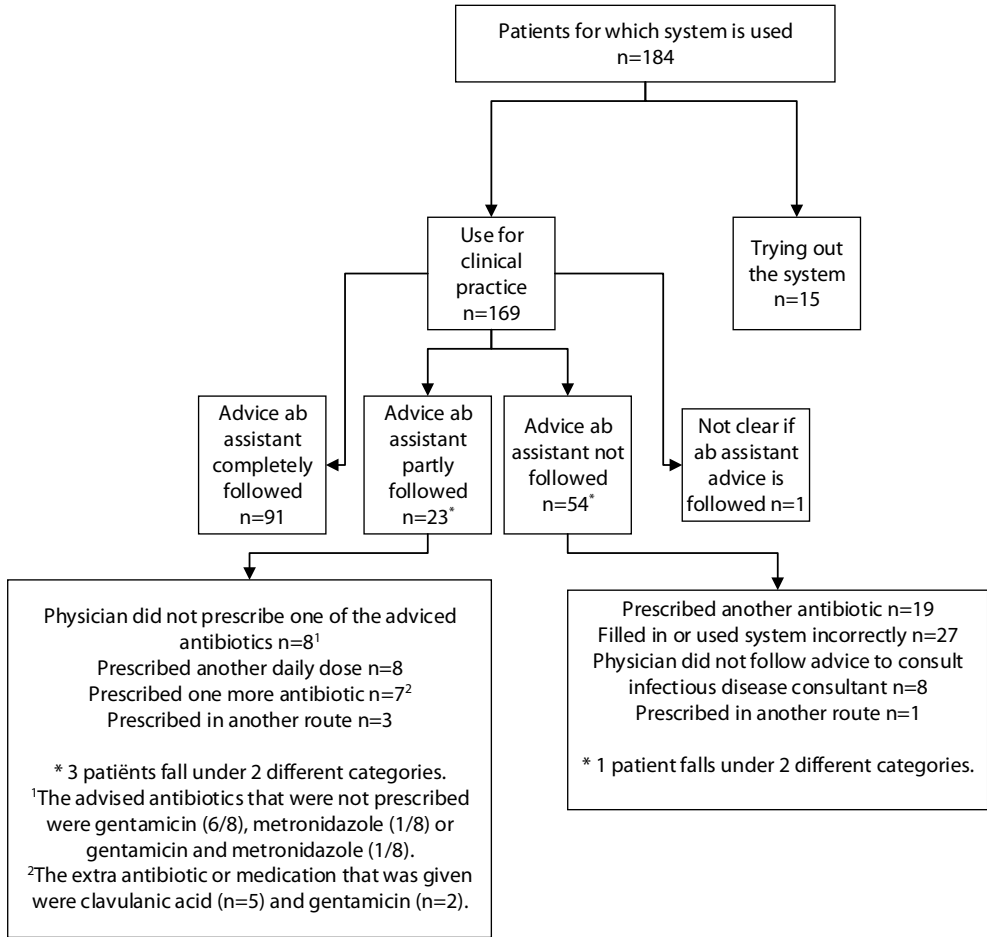 Patients for which system is used
n=184
Use for
clinical
practice
n=169
Trying out
the system
n=15
Advice ab
assistant
completely
followed
n=91
Advice ab
assistant
partly
followed
n=23*
Advice ab
assistant not
followed
n=54*
Not clear if
ab assistant
advice is
followed n=1
Physician did not prescribe one of the adviced
antibiotics n=8¹
Prescribed another daily dose n=8
Prescribed one more antibiotic n=7²
Prescribed in another route n=3
* 3 patiënts fall under 2 different categories.
¹The advised antibiotics that were not prescribed
were gentamicin (6/8), metronidazole (1/8) or
gentamicin and metronidazole (1/8).
²The extra antibiotic or medication that was given
were clavulanic acid (n=5) and gentamicin (n=2).
Prescribed another antibiotic n=19
Filled in or used system incorrectly n=27
Physician did not follow advice to consult
infectious disease consultant n=8
Prescribed in another route n=1
* 1 patient falls under 2 different categories.